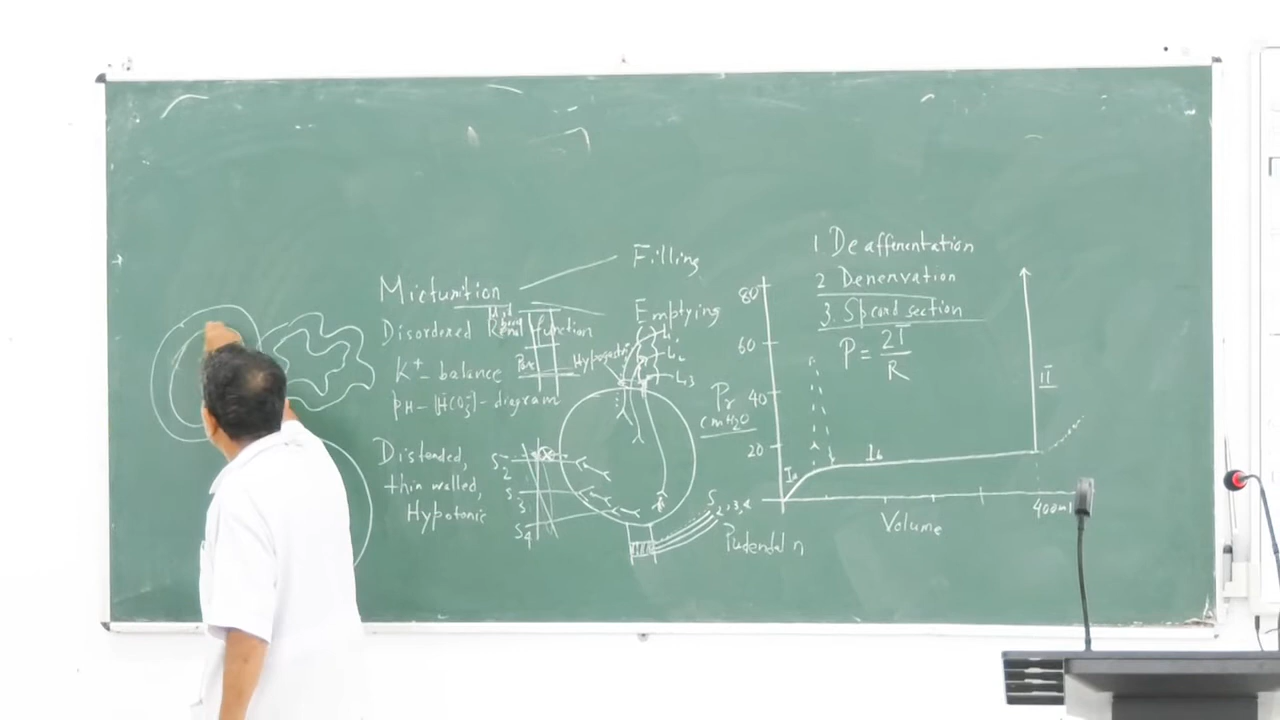 Micturition
Filling
Emptying
Disordered Renal function
K+ - balance
pH - [HCO3-] - diagram
Distended,
thin walled,
Hypotonic
S2
S3
S4
Hypogastric
L1
L2
L3
S2,3,4
Pudendal n
1 Deafferentation
2 Denervation
3. Sp cord section
P = 2T/R
80
60
40
20
Pr
cmH2O
Ia
Ib
II
Volume
400ml